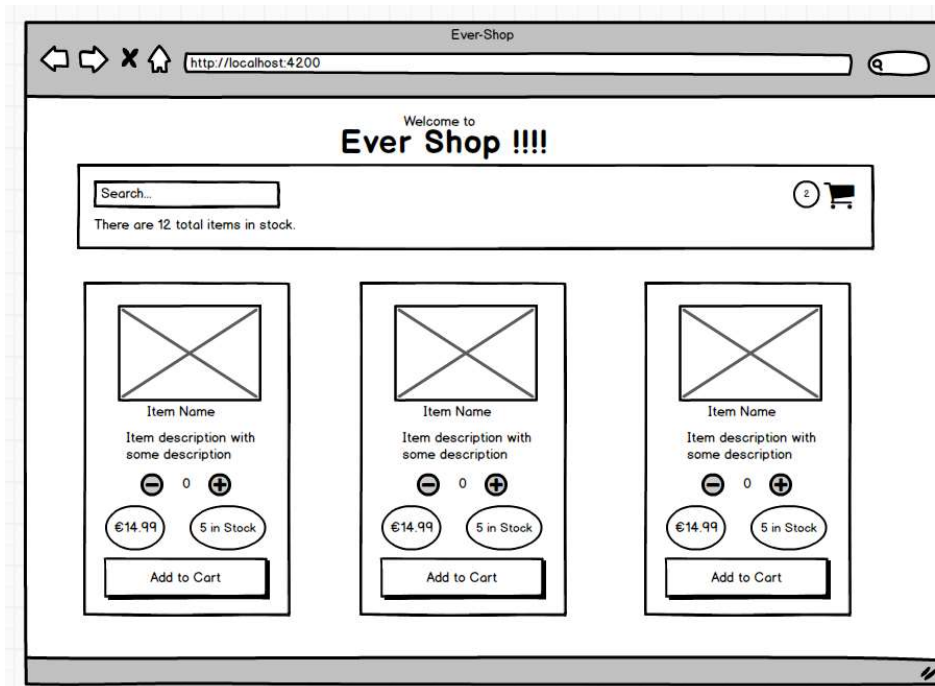 Ever-Shop
http://localhost:4200
Welcome to
Ever Shop !!!!
Search...
2
There are 12 total items in stock.
Item Name
Item description with
some description
0
€14.99
5 in Stock
Add to Cart
Item Name
Item description with
some description
0
€14.99
5 in Stock
Add to Cart
Item Name
Item description with
some description
0
€14.99
5 in Stock
Add to Cart